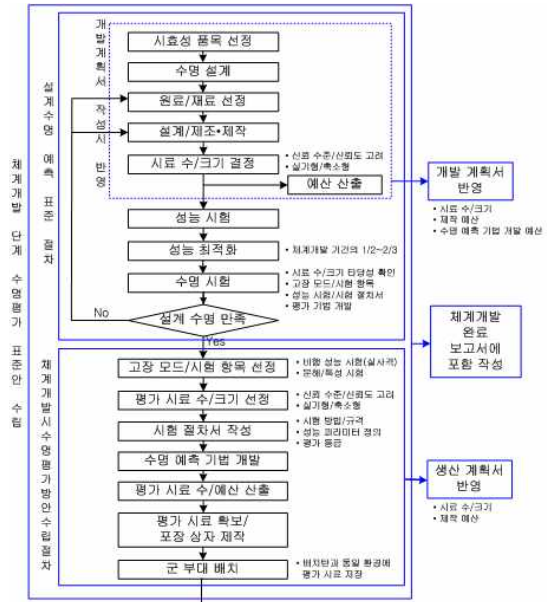 체계개발 단계 수명평가 표준안 수립
설계수명 예측 표준 절차
개발계획서 작성시 반영
시효성 품목 선정
수명 설계
원료/재료 선정
설계/제조•제작
시료 수/크기 결정
• 신뢰 수준/신뢰도 고려
• 실기형/축소형
예산 산출
개발 계획서
반영
• 시료 수/크기
• 제작 예산
• 수명 예측 기법 개발 예산
성능 시험
성능 최적화
• 체계개발 기간의 1/2~2/3
수명 시험
• 시료 수/크기 타당성 확인
• 고장 모드/시험 항목
• 성능 시험/시험 절차서
• 평가 기법 개발
No
설계 수명 만족
Yes
체계개발
완료
보고서에
포함 작성
체계개발시 수명평가방안수립절차
고장 모드/시험 항목 선정
• 비행 성능 시험(실사격)
• 분해/특성 시험
평가 시료 수/크기 선정
• 신뢰 수준/신뢰도 고려
• 실기형/축소형
시험 절차서 작성
• 시험 방법/규격
• 성능 파라미터 정의
• 평가 등급
수명 예측 기법 개발
평가 시료 수/예산 산출
생산 계획서
반영
• 시료 수/크기
• 제작 예산
평가 시료 확보/
포장 상자 제작
군 부대 배치
• 배치탄과 동일 환경에
평가 시료 저장